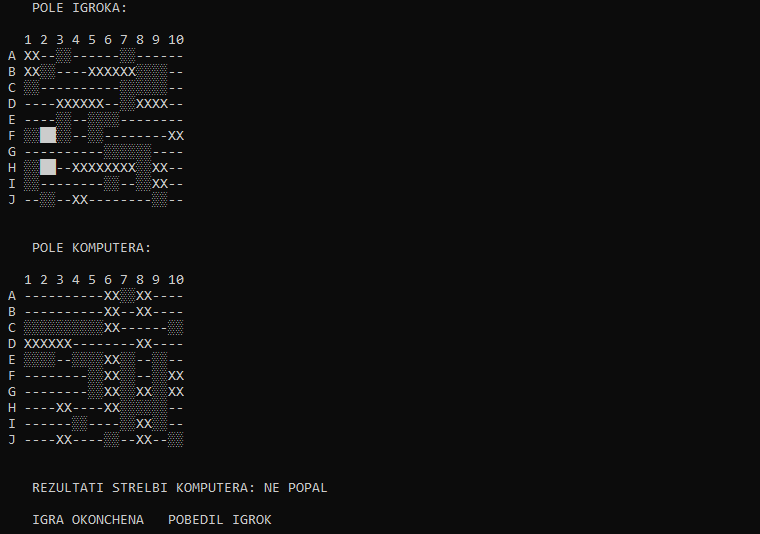 POLE IGROKA:
1 2 3 4 5 6 7 8 9 10
A XX--░░------░░------
B XX░░----XXXXXX░░░░--
C ░░----------░░░░░░--
D ----XXXXXX--░░XXXX--
E ----░░--░░░░--------
F ░░██░░--░░--------XX
G ----------░░░░░░----
H ░░██--XXXXXXXX░░XX--
I ░░--------░░--░░XX--
J --░░--XX--------░░--
POLE KOMPUTERA:
1 2 3 4 5 6 7 8 9 10
A ----------XX░░XX----
B ----------XX--XX----
C ░░░░░░░░░░XX------░░
D XXXXXX--------XX----
E ░░░░--░░░░XX░░--░░--
F --------░░XX░░--░░XX
G --------░░XX░░XX░░XX
H ----XX----XX░░░░░░--
I ------░░----░░XX░░--
J ----XX----░░--XX--░░
REZULTATI STRELBI KOMPUTERA: NE POPAL
IGRA OKONCHENA   POBEDIL IGROK